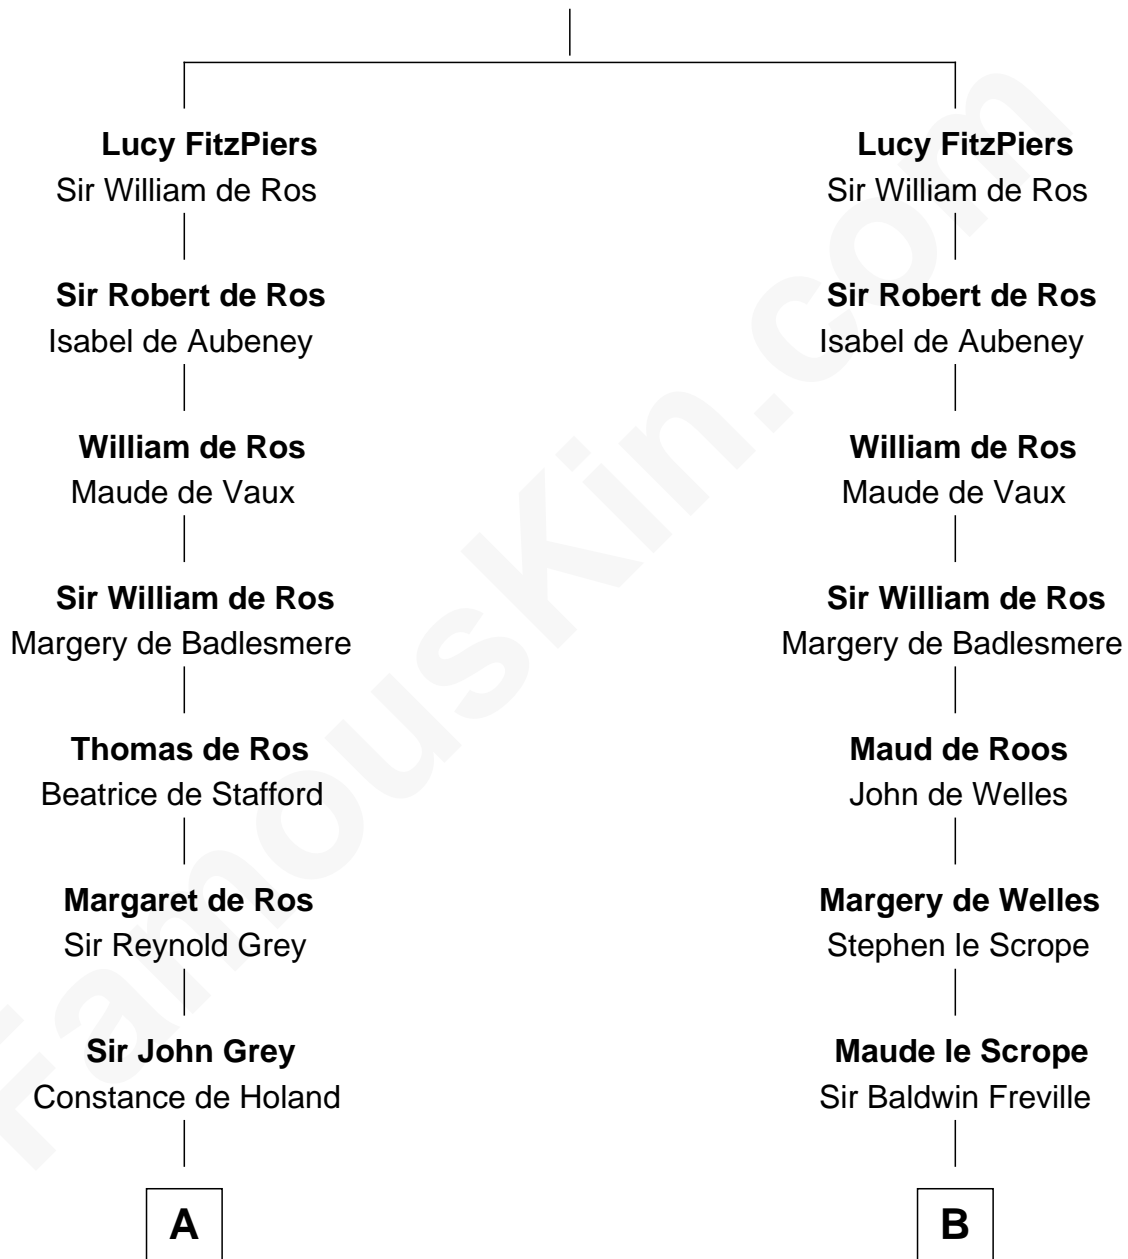 Lucy FitzPiers
Sir William de Ros
Sir Robert de Ros
Isabel de Aubeney
William de Ros
Maude de Vaux
Sir William de Ros
Margery de Badlesmere
Thomas de Ros
Beatrice de Stafford
Margaret de Ros
Sir Reynold Grey
Sir John Grey
Constance de Holand
A
Lucy FitzPiers
Sir William de Ros
Sir Robert de Ros
Isabel de Aubeney
William de Ros
Maude de Vaux
Sir William de Ros
Margery de Badlesmere
Maud de Roos
John de Welles
Margery de Welles
Stephen le Scrope
Maude le Scrope
Sir Baldwin Freville
B
FamousKin.com